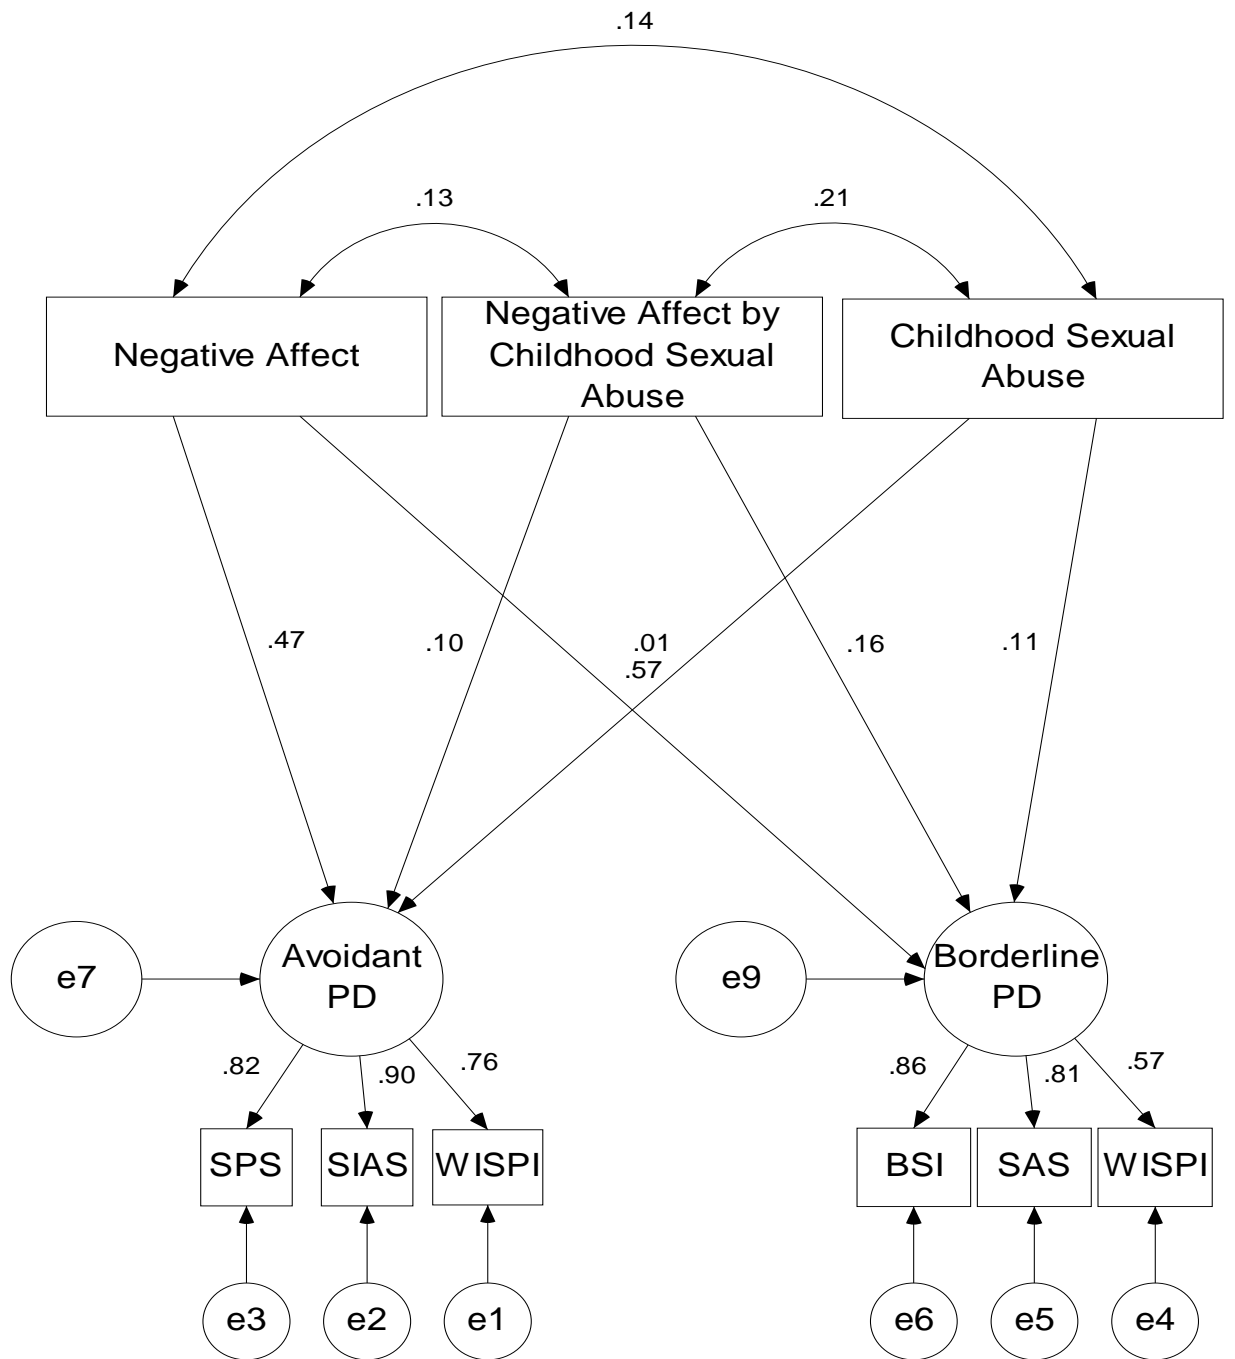 .14
.13
.21
Negative Affect
Negative Affect by
Childhood Sexual
Abuse
Childhood Sexual
Abuse
.47
.10
.01
.57
.16
.11
e7
Avoidant
PD
e9
Borderline
PD
.82
.90
.76
.86
.81
.57
SPS
SIAS
WISPI
BSI
SAS
WISPI
e3
e2
e1
e6
e5
e4